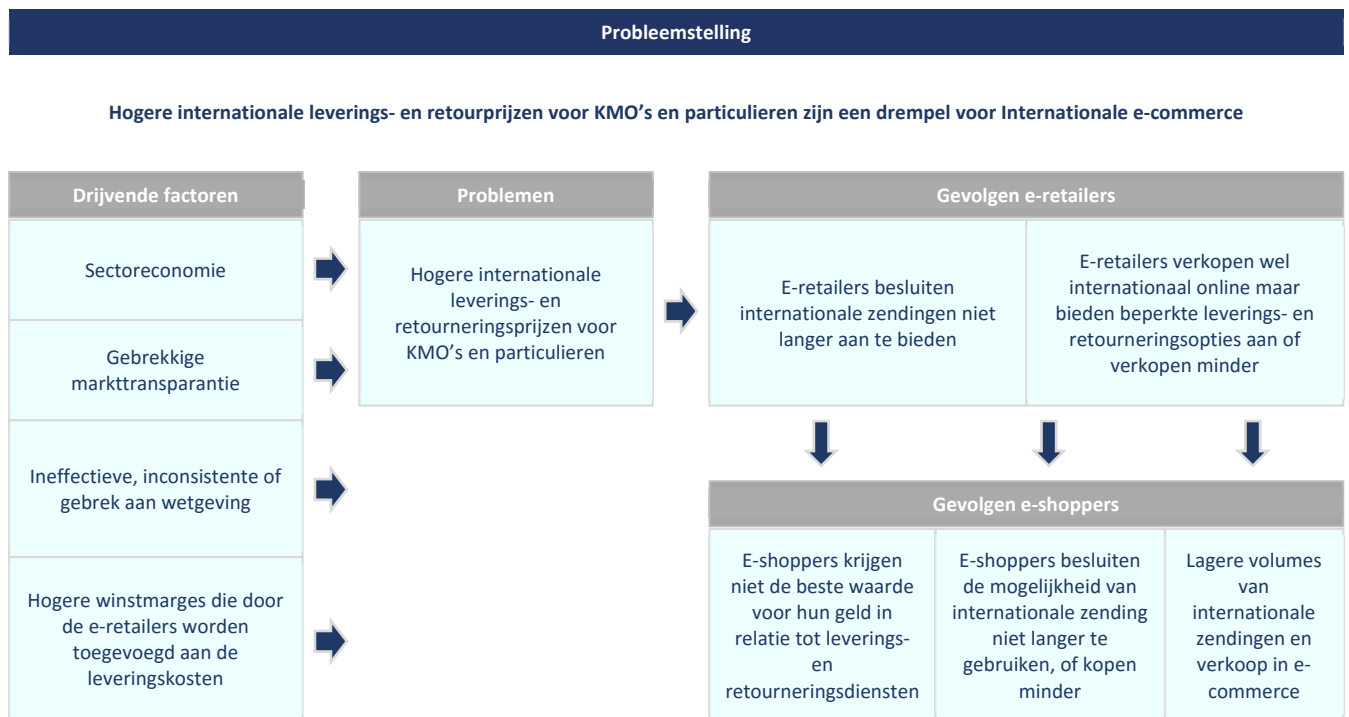 Probleemstelling
Hogere internationale leverings- en retourprijzen voor KMO’s en particulieren zijn een drempel voor Internationale e-commerce
Drijvende factoren
Sectoreconomie
Gebrekkige
markttransparantie
Ineffectieve, inconsistente of
gebrek aan wetgeving
Hogere winstmarges die door
de e-retailers worden
toegevoegd aan de
leveringskosten
Problemen
Hogere internationale
leverings- en
retourneringsprijzen voor
KMO’s en particulieren
Gevolgen e-retailers
E-retailers besluiten
internationale zendingen niet
langer aan te bieden
E-retailers verkopen wel
internationaal online maar
bieden beperkte leverings- en
retourneringsopties aan of
verkopen minder
Gevolgen e-shoppers
E-shoppers krijgen
niet de beste waarde
voor hun geld in
relatie tot leverings-
en
retourneringsdiensten
E-shoppers besluiten
de mogelijkheid van
internationale zending
niet langer te
gebruiken, of kopen
minder
Lagere volumes
van
internationale
zendingen en
verkoop in e-
commerce